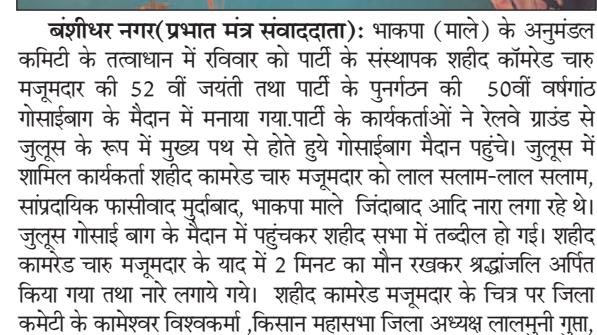 बंशीधर नगर(प्रभात मंत्र संवाददाता): भाकपा (माले) के अनुमंडल
कमिटी के तत्वाधान में रविवार को पार्टी के संस्थापक शहीद कॉमरेड चारु
मजूमदार की 52 वीं जयंती तथा पार्टी के पुनर्गठन की 50वीं वर्षगांठ
गोसाईबाग के मैदान में मनाया गया.पार्टी के कार्यकर्ताओं ने रेलवे ग्राउंड से
जुलूस के रूप में मुख्य पथ से होते हुये गोसाईबाग मैदान पहुंचे। जुलूस में
शामिल कार्यकर्ता शहीद कामरेड चारु मजूमदार को लाल सलाम-लाल सलाम,
सांप्रदायिक फासीवाद मुर्दाबाद, भाकपा माले जिंदाबाद आदि नारा लगा रहे थे।
जुलूस गोसाई बाग के मैदान में पहुंचकर शहीद सभा में तब्दील हो गई। शहीद
कामरेड चारु मजूमदार के याद में 2 मिनट का मौन रखकर श्रद्धांजलि अर्पित
किया गया तथा नारे लगाये गये। शहीद कामरेड मजूमदार के चित्र पर जिला
कमेटी के कामेश्वर विश्वकर्मा ,किसान महासभा जिला अध्यक्ष लालमुनी गुप्ता,